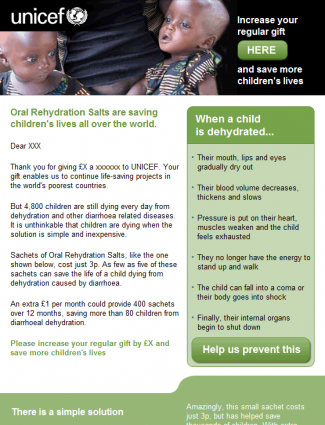 unicef
Increase your
regular gift
HERE
and save more
children's lives
Oral Rehydration Salts are saving
children's lives all over the world.
Dear XXX
Thank you for giving £X a xxxxxx to UNICEF. Your
gift enables us to continue life-saving projects in
the world's poorest countries.
But 4,800 children are still dying every day from
dehydration and other diarrhoea related diseases.
It is unthinkable that children are dying when the
solution is simple and inexpensive.
Sachets of Oral Rehydration Salts, like the one
shown below, cost just 3p. As few as five of these
sachets can save the life of a child dying from
dehydration caused by diarrhoea.
An extra £1 per month could provide 400 sachets
over 12 months, saving more than 80 children from
diarrhoeal dehydration.
Please increase your regular gift by £X and
save more children's lives
When a child
is dehydrated...
• Their mouth, lips and eyes
gradually dry out
• Their blood volume decreases,
thickens and slows
• Pressure is put on their heart,
muscles weaken and the child
feels exhausted
• They no longer have the energy to
stand up and walk
• The child can fall into a coma or
their body goes into shock
• Finally, their internal organs
begin to shut down
Help us prevent this
There is a simple solution
Amazingly, this small sachet costs
just 3p, but has helped save